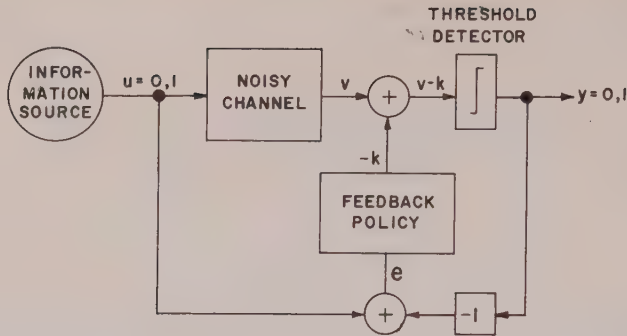 THRESHOLD
DETECTOR
INFOR-
MATION
SOURCE
u=0,1
NOISY
CHANNEL
v
+
v-k
y=0,1
-k
FEEDBACK
POLICY
e
+
-1